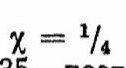 χ = 1/4